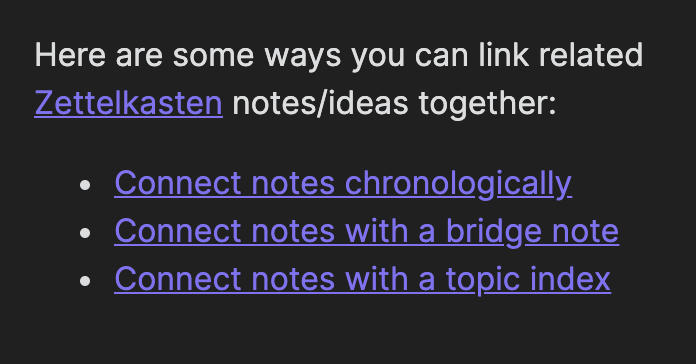 Here are some ways you can link related
Zettelkasten notes/ideas together:
• Connect notes chronologically
• Connect notes with a bridge note
• Connect notes with a topic index